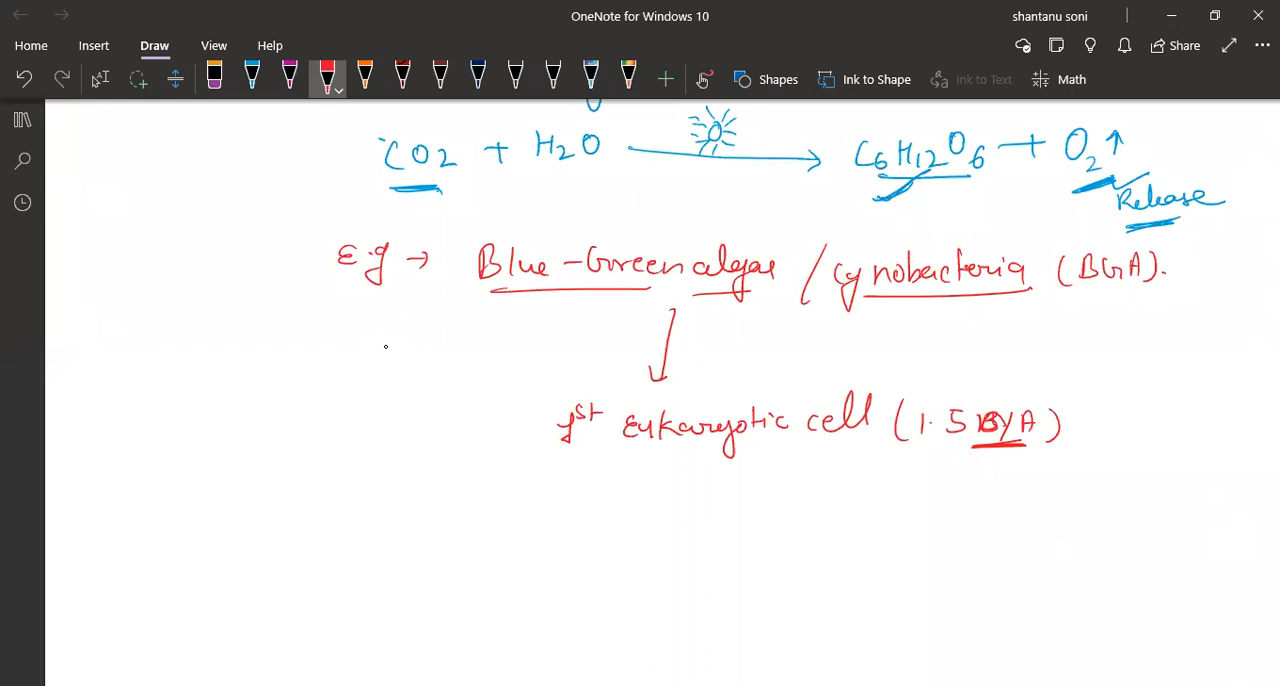 OneNote for Windows 10
shantanu soni
Home Insert Draw View Help
Share
Shapes Ink to Shape Ink to Text Math
CO2 + H2O → C6H12O6 + O2 ↑
Release
E.g → Blue-Green algae / Cynobacteria (BGA).
1st Eukaryotic cell (1.5 BYA)